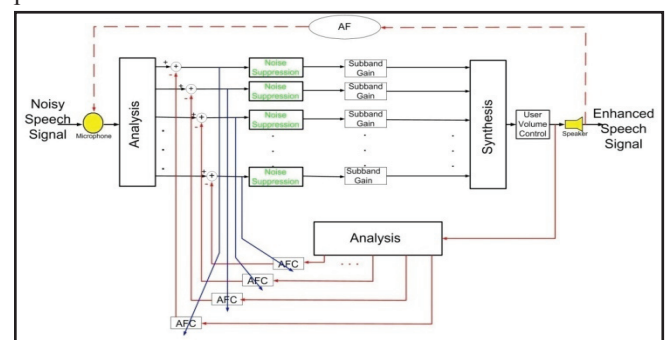 AF
Noisy
Speech
Signal
Microphone
Analysis
+
+
-
+
+
-
+
+
-
+
+
-
Noise
Suppression
Subband
Gain
Noise
Suppression
Subband
Gain
Noise
Suppression
Subband
Gain
Noise
Suppression
Subband
Gain
Synthesis
User
Volume
Control
Speaker
Enhanced
Speech
Signal
Analysis
AFC
. . .
AFC
AFC
AFC